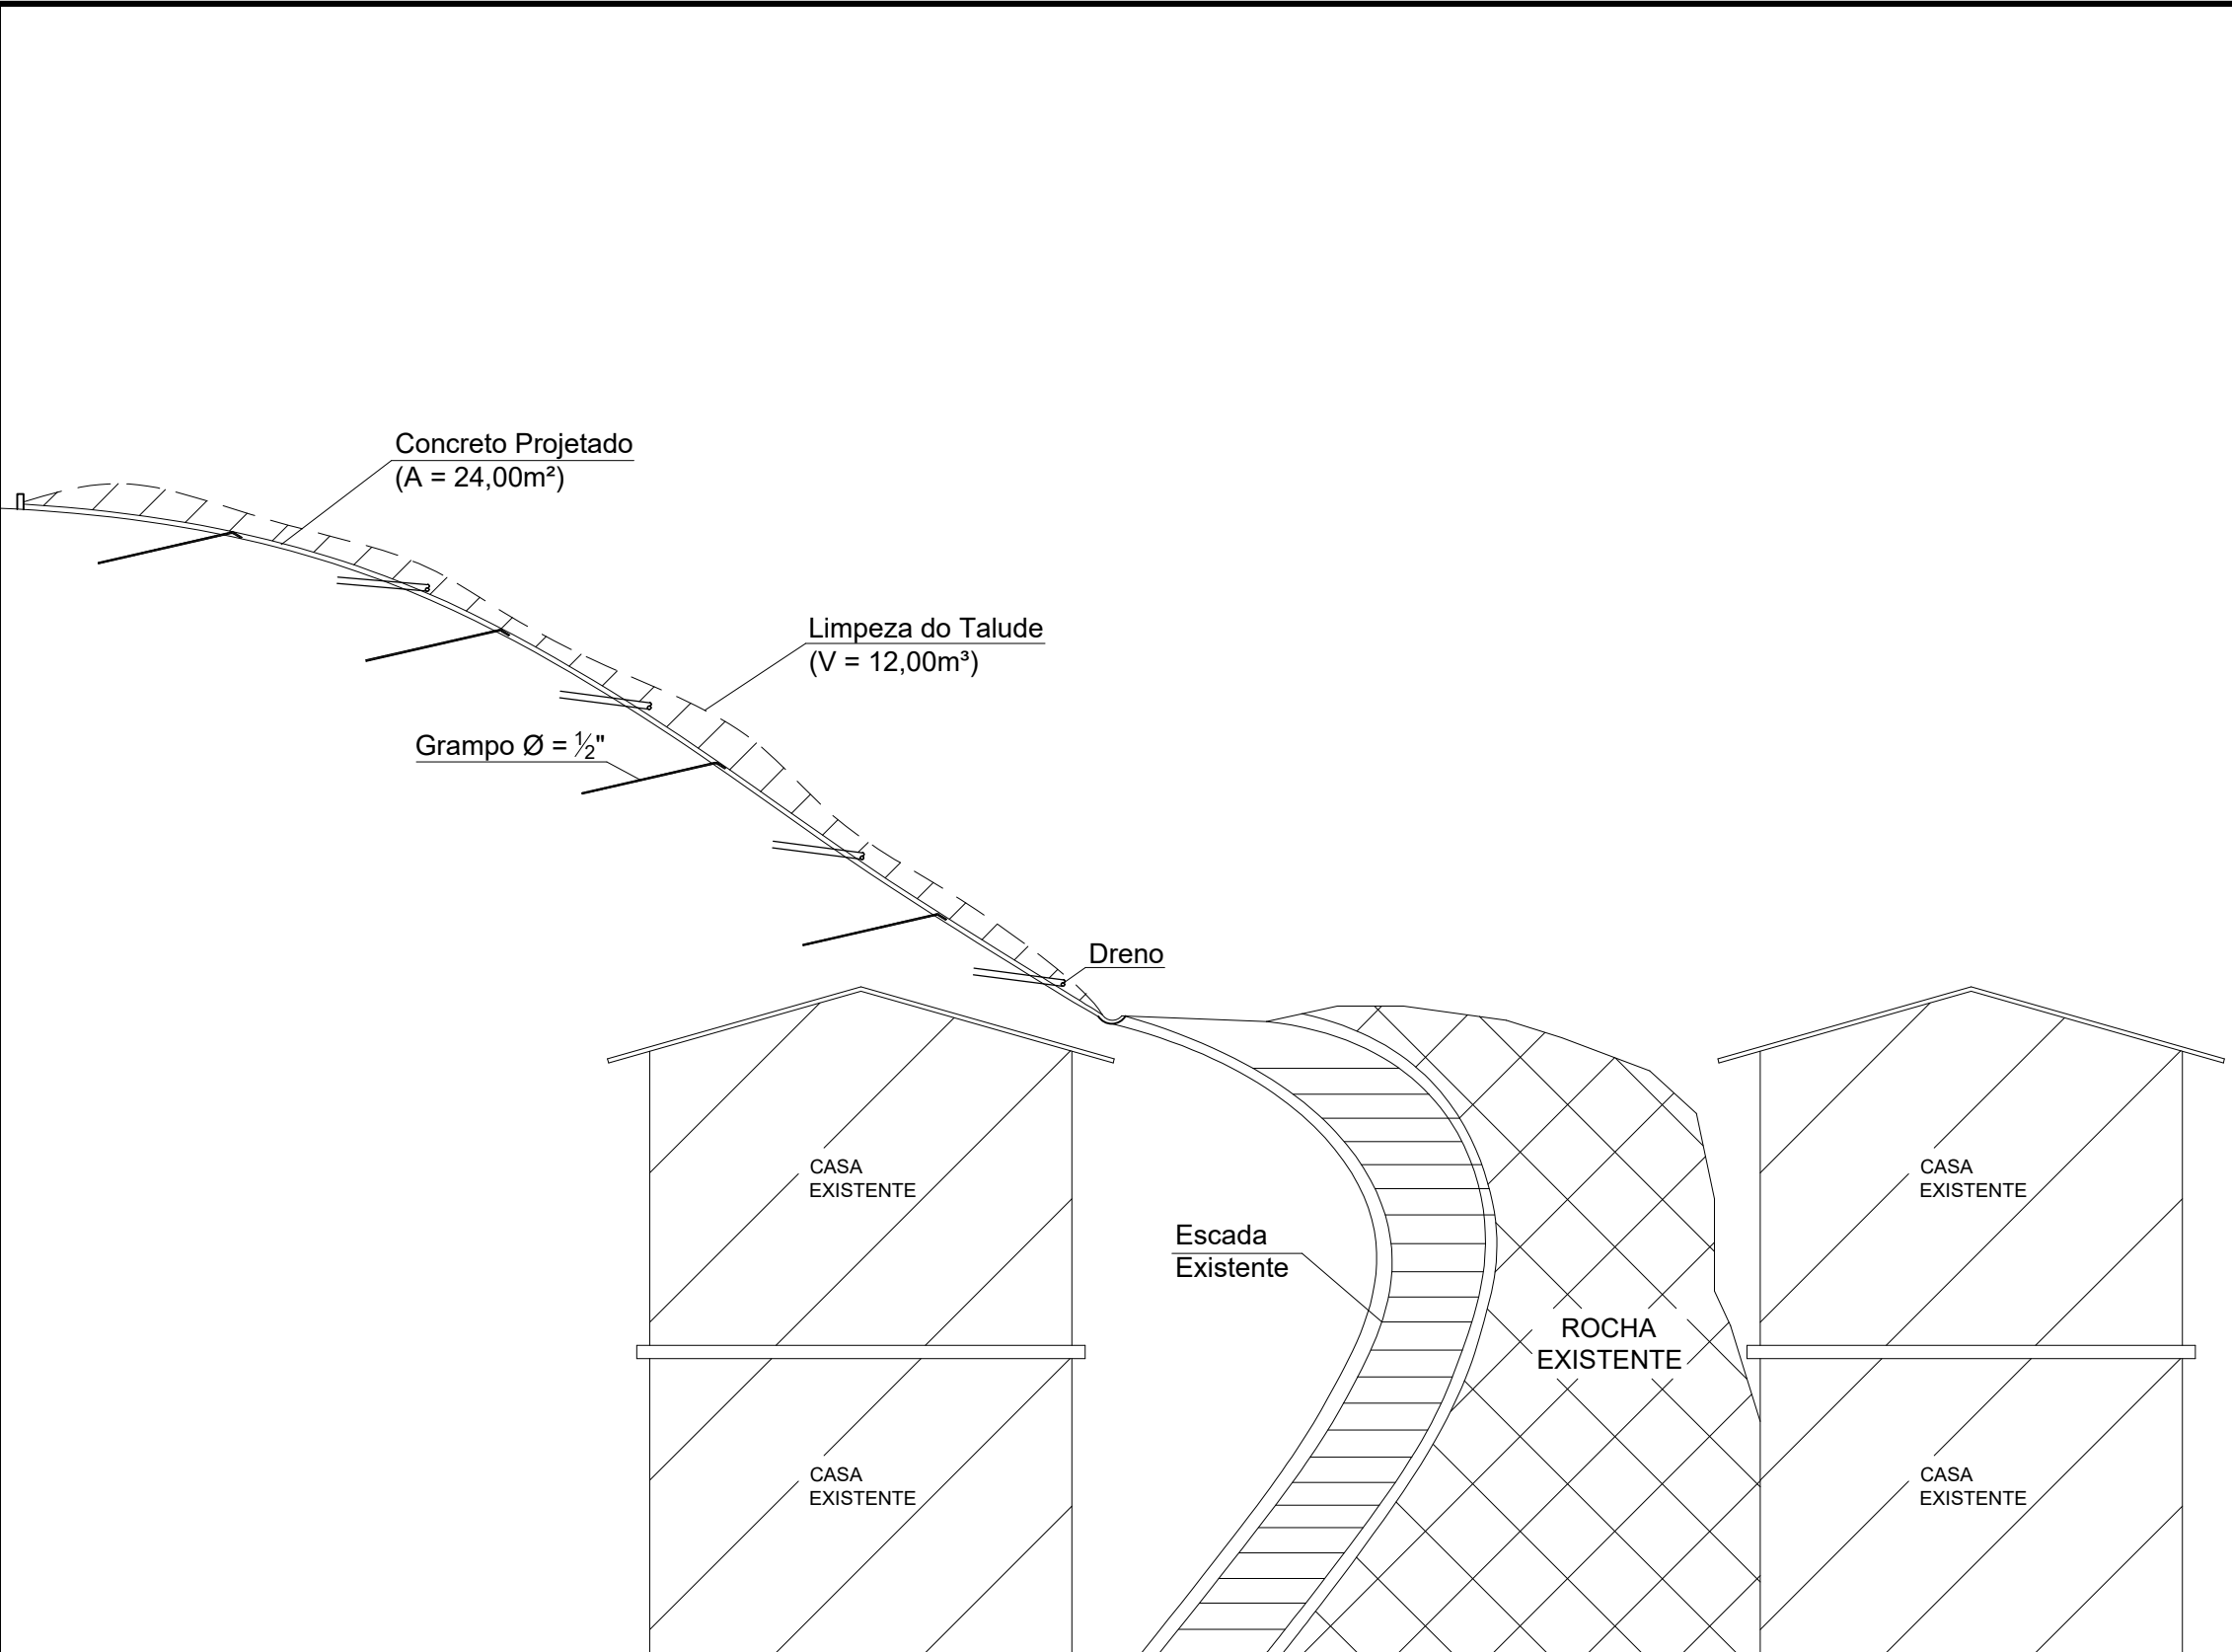 Concreto Projetado
(A = 24,00m²)
Limpeza do Talude
(V = 12,00m³)
Grampo Ø = ½"
Dreno
CASA
EXISTENTE
CASA
EXISTENTE
Escada
Existente
ROCHA
EXISTENTE
CASA
EXISTENTE
CASA
EXISTENTE